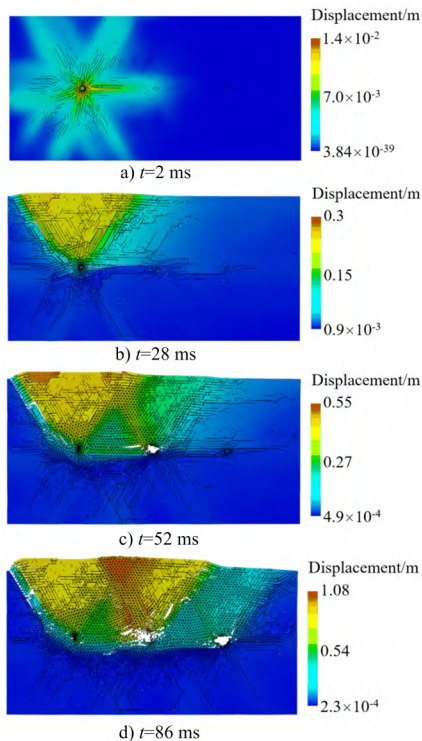 Displacement/m
1.4×10⁻²
7.0×10⁻³
3.84×10⁻³⁹
a) t=2 ms
Displacement/m
0.3
0.15
0.9×10⁻³
b) t=28 ms
Displacement/m
0.55
0.27
4.9×10⁻⁴
c) t=52 ms
Displacement/m
1.08
0.54
2.3×10⁻⁴
d) t=86 ms